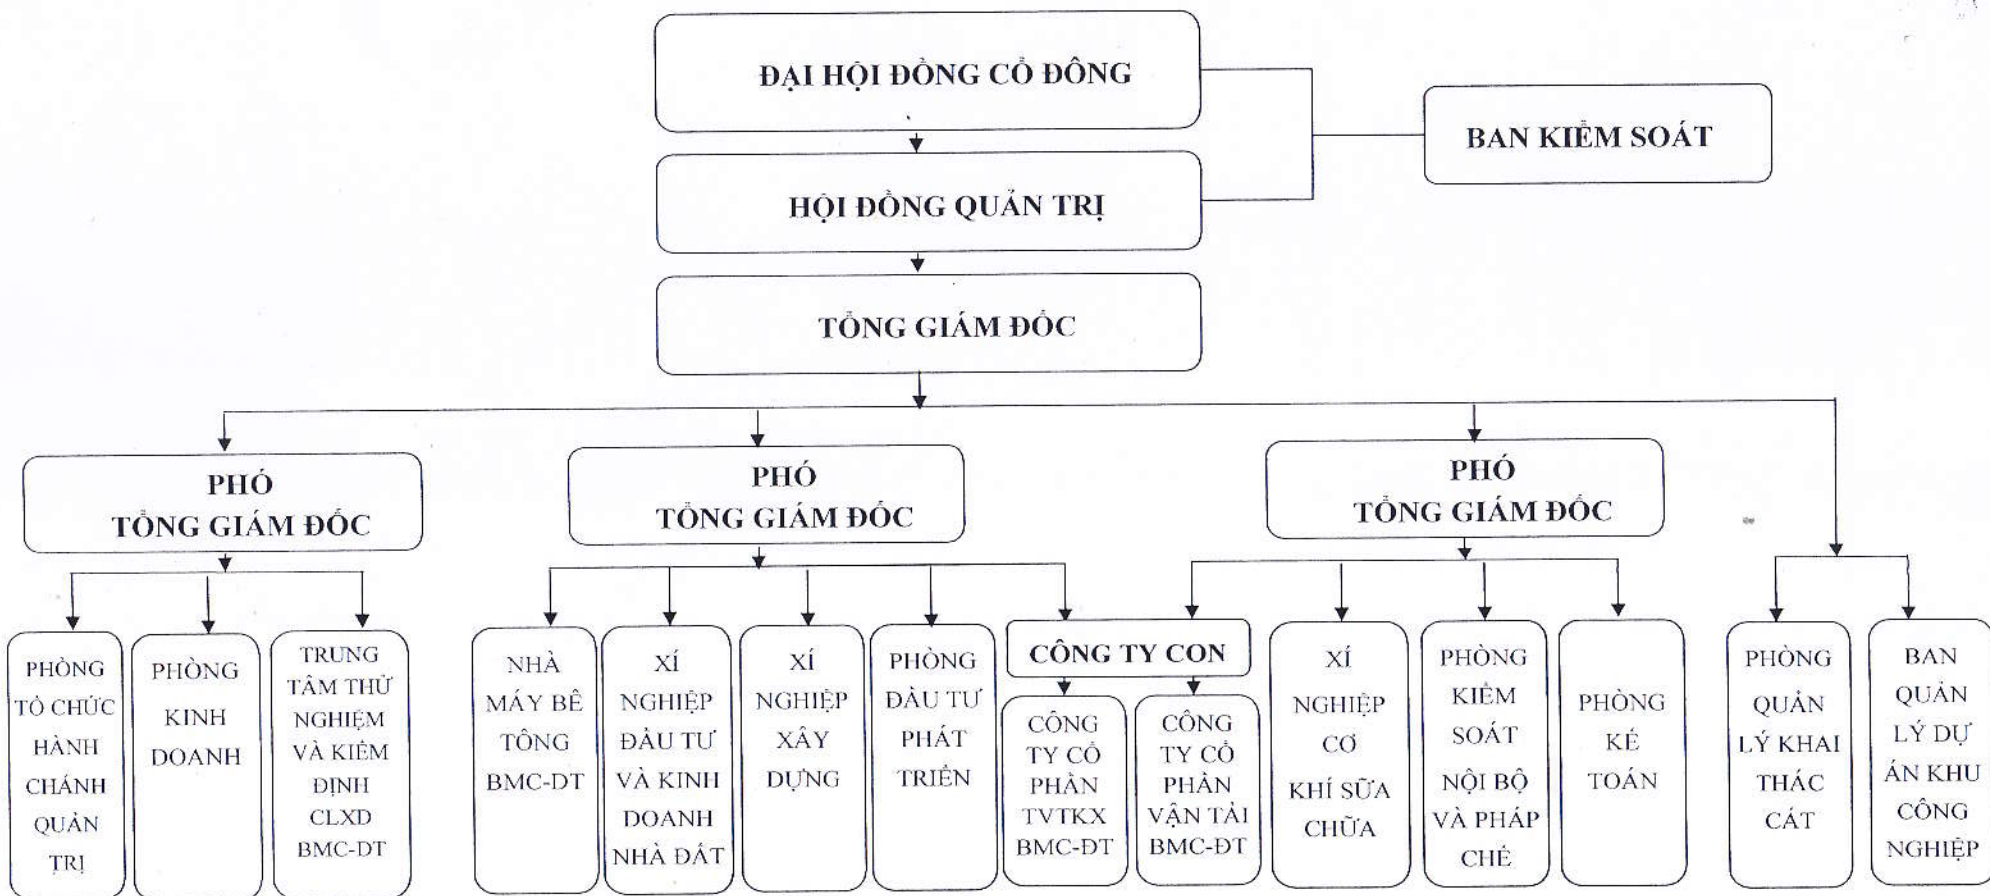 ĐẠI HỘI ĐỒNG CỔ ĐÔNG
BAN KIỂM SOÁT
HỘI ĐỒNG QUẢN TRỊ
TỔNG GIÁM ĐỐC
PHÓ
TỔNG GIÁM ĐỐC
PHÓ
TỔNG GIÁM ĐỐC
PHÓ
TỔNG GIÁM ĐỐC
PHÒNG
TỔ CHỨC
HÀNH
CHÁNH
QUẢN
TRỊ
PHÒNG
KINH
DOANH
TRUNG
TÂM THỬ
NGHIỆM
VÀ KIỂM
ĐỊNH
CLXD
BMC-DT
NHÀ
MÁY BÊ
TÔNG
BMC-DT
XÍ
NGHIỆP
ĐẦU TƯ
VÀ KINH
DOANH
NHÀ ĐẤT
XÍ
NGHIỆP
XÂY
DỰNG
PHÒNG
ĐẦU TƯ
PHÁT
TRIỂN
CÔNG TY CON
CÔNG
TY CỔ
PHẦN
TVTKX
BMC-ĐT
CÔNG
TY CỔ
PHẦN
VẬN TẢI
BMC-ĐT
XÍ
NGHIỆP
CƠ
KHÍ SỮA
CHỮA
PHÒNG
KIỂM
SOÁT
NỘI BỘ
VÀ PHÁP
CHẾ
PHÒNG
KẾ
TOÁN
PHÒNG
QUẢN
LÝ KHAI
THÁC
CÁT
BAN
QUẢN
LÝ DỰ
ÁN KHU
CÔNG
NGHIỆP